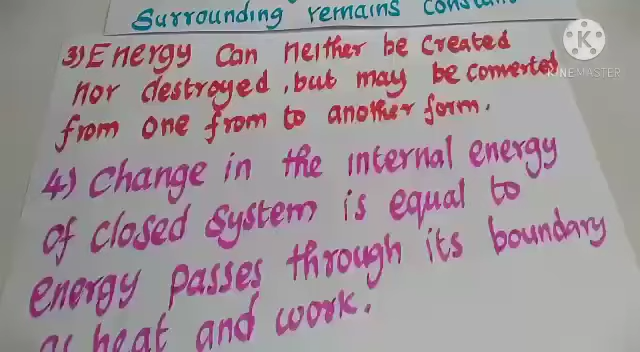 Surrounding remains constant
3) Energy can neither be created
nor destroyed, but may be converted
from one from to another form.
4) Change in the internal energy
of closed system is equal to
energy passes through its boundary
as heat and work.
KINEMASTER